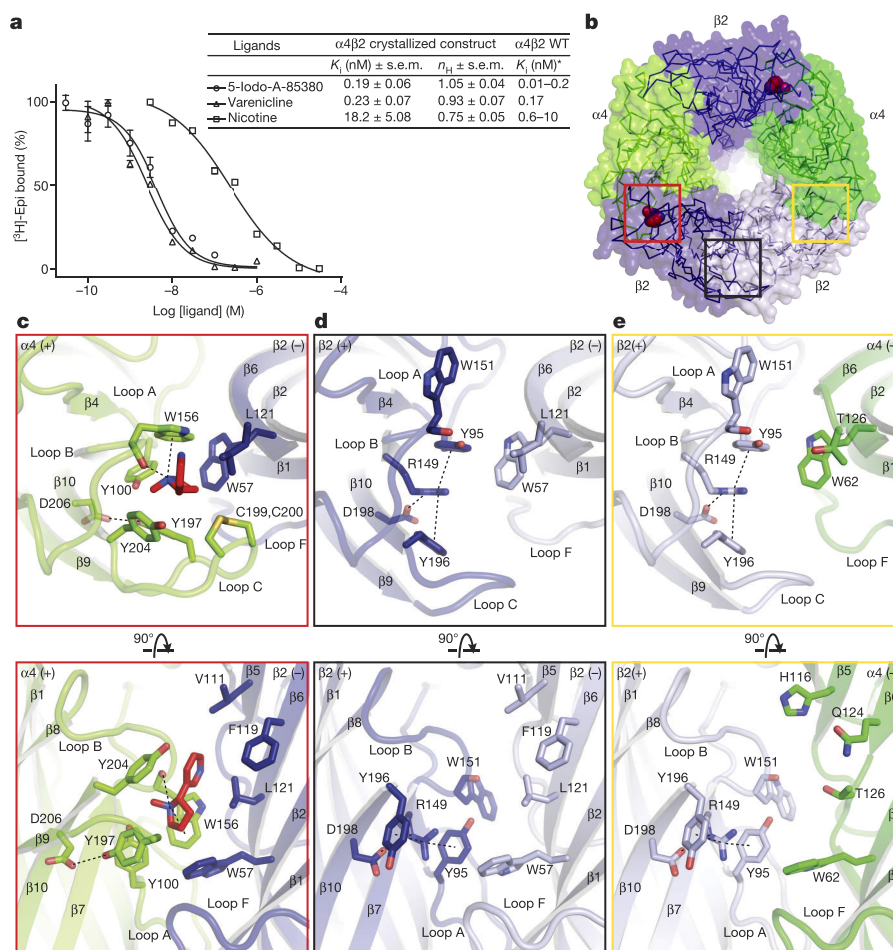 a
Ligands α4β2 crystallized construct α4β2 WT
Ki (nM) ± s.e.m. nH ± s.e.m. Ki (nM)*
5-Iodo-A-85380 0.19 ± 0.06 1.05 ± 0.04 0.01–0.2
Varenicline 0.23 ± 0.07 0.93 ± 0.07 0.17
Nicotine 18.2 ± 5.08 0.75 ± 0.05 0.6–10
100
50
0
[³H]-Epi bound (%)
−10 −8 −6 −4
Log [ligand] (M)
b
β2
α4
α4
β2
β2
c
α4 (+)
β2 (−)
Loop A
β6
β4
W156
β2
L121
Loop B
β1
β10
W57
Y100
D206
C199,C200
Y197
Loop F
Y204
β9
Loop C
d
β2 (+)
β2 (−)
W151
Loop A
β6
β4
β2
L121
Y95
Loop B
β1
R149
β10
W57
D198
Loop F
Y196
β9
Loop C
e
β2(+)
α4 (−)
W151
β6
Loop A
β4
T126
Y95
Loop B
β1
R149
β10
W62
D198
Y196
Loop F
β9
Loop C
90°
90°
α4 (+)
β5
β2 (−)
β1
V111
β6
β8
Loop B
F119
Y204
L121
D206
β2
W156
β9
Y197
W57
Y100
β10
β1
β7
Loop F
Loop A
β2 (+)
β5
β2 (−)
β1
V111
β6
β8
F119
Loop B
W151
Y196
L121
R149
β2
D198
W57
Y95
β10
β1
β7
Loop F
Loop A
β2(+)
β5
α4 (−)
β1
H116
β6
β8
Q124
Loop B
W151
Y196
T126
R149
β2
D198
W62
Y95
β10
β1
β7
Loop F
Loop A